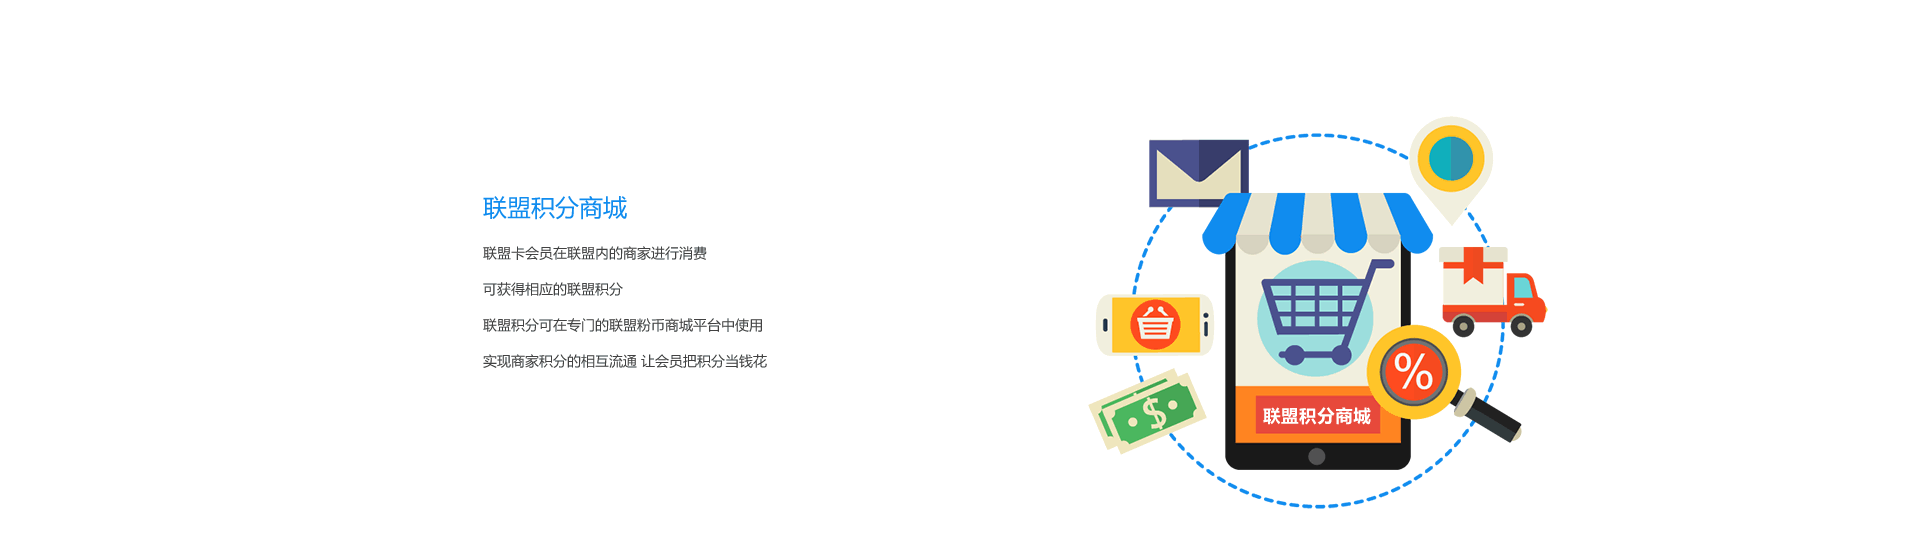 联盟积分商城
联盟卡会员在联盟内的商家进行消费
可获得相应的联盟积分
联盟积分可在专门的联盟粉币商城平台中使用
实现商家积分的相互流通 让会员把积分当钱花
%
$
联盟积分商城